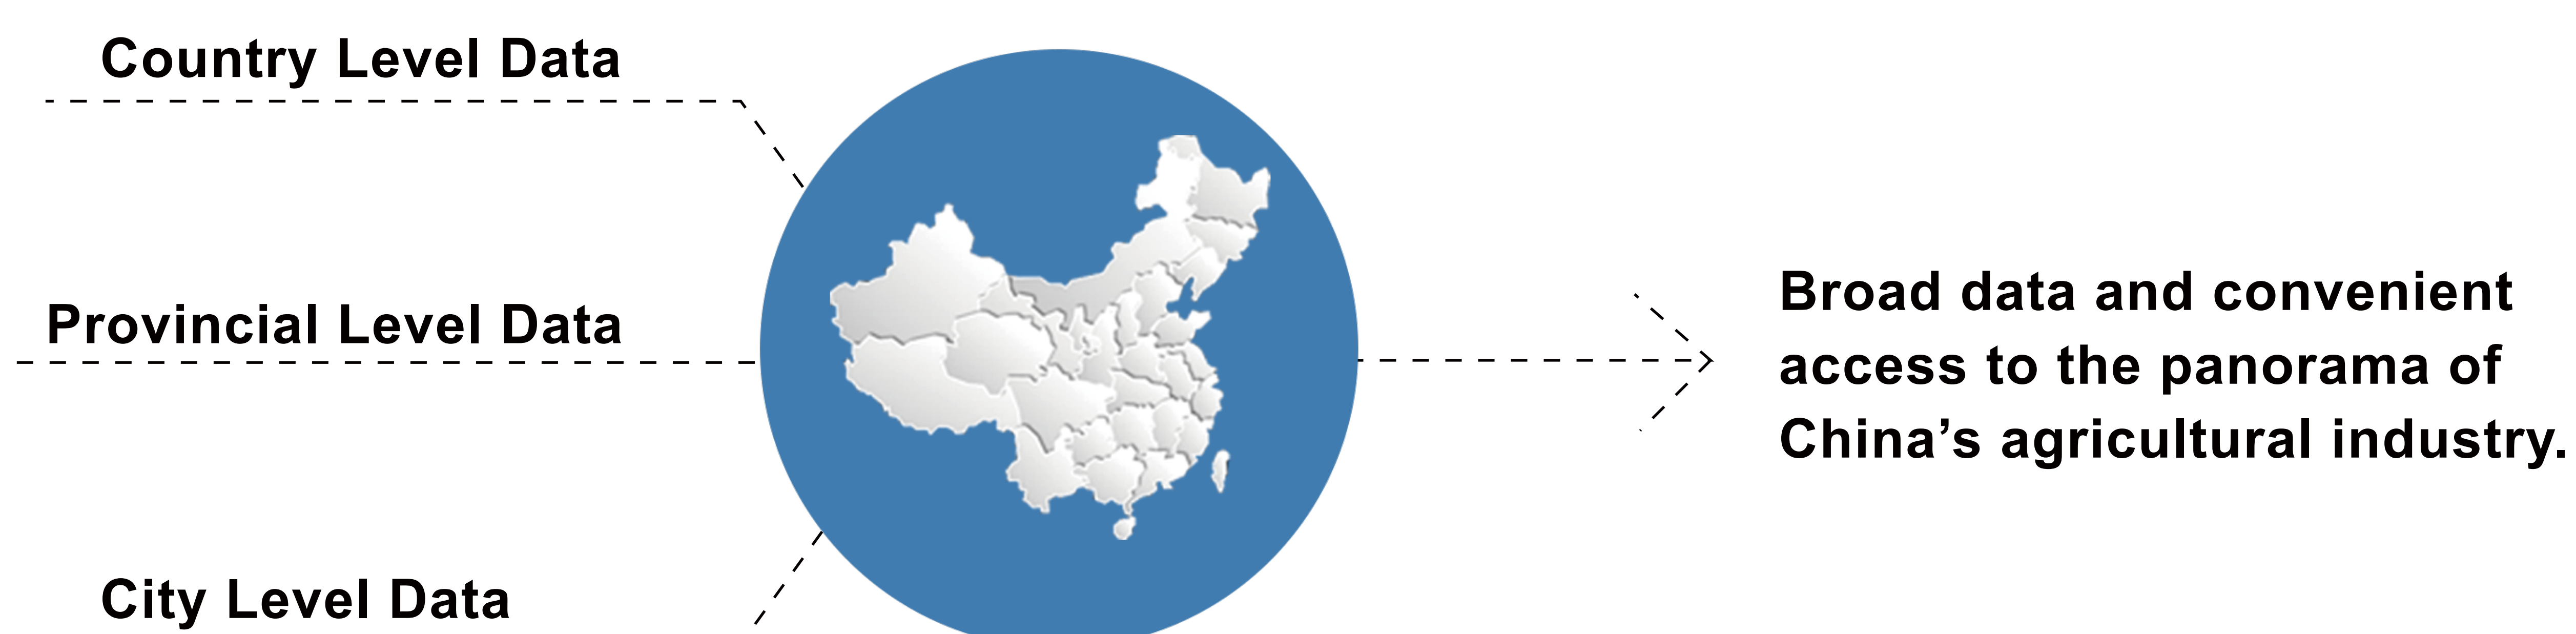 Country Level Data
Provincial Level Data
City Level Data
Broad data and convenient
access to the panorama of
China’s agricultural industry.